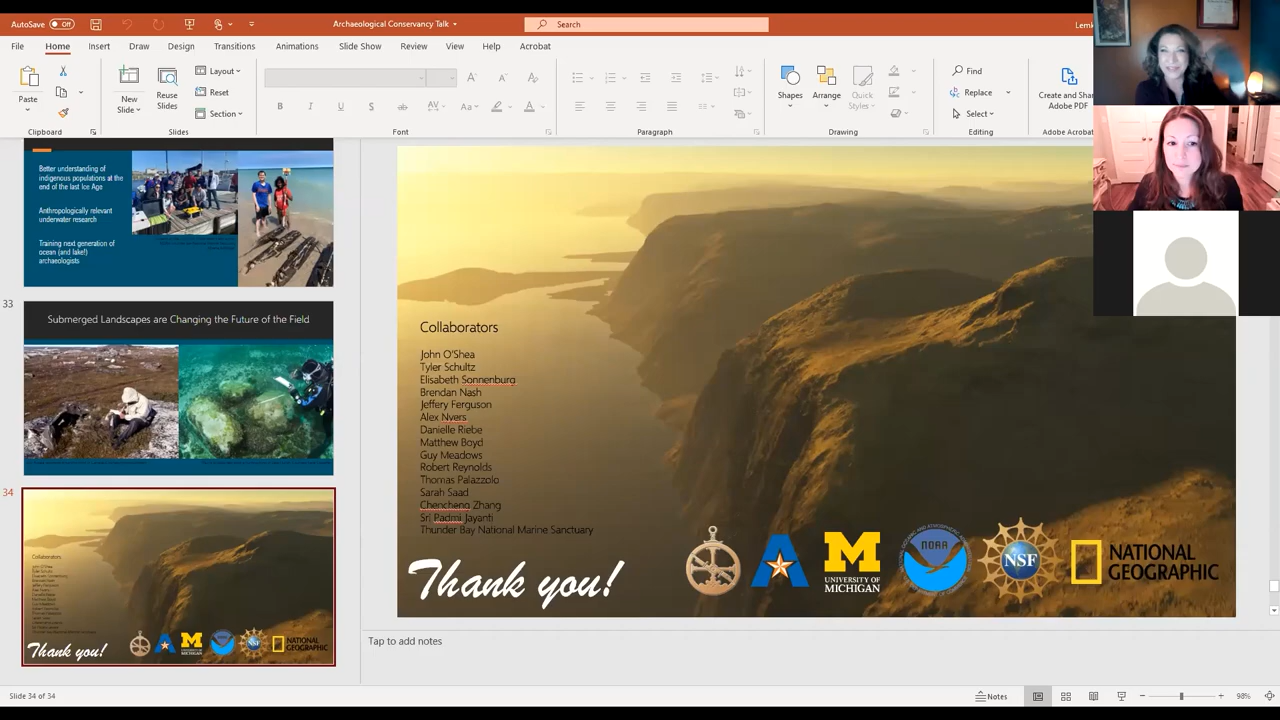 AutoSave Off
Archaeological Conservancy Talk
Search
File Home Insert Draw Design Transitions Animations Slide Show Review View Help Acrobat
Paste
New Slide
Reuse Slides
Layout
Reset
Section
B I U S ab AV Aa A
Shapes
Arrange
Quick Styles
Find
Replace
Select
Create and Share
Adobe PDF
Clipboard
Slides
Font
Paragraph
Drawing
Editing
Better understanding of
indigenous populations at the
end of the last Ice Age
Anthropologically relevant
underwater research
Training next generation of
ocean (and lake!)
archaeologists
33
Submerged Landscapes are Changing the Future of the Field
34
Collaborators
Thank you!
Collaborators
John O'Shea
Tyler Schultz
Elisabeth Sonnenburg
Brendan Nash
Jeffery Ferguson
Alex Nyers
Danielle Riebe
Matthew Boyd
Guy Meadows
Robert Reynolds
Thomas Palazzolo
Sarah Saad
Chencheng Zhang
Sri Padmi Jayanti
Thunder Bay National Marine Sanctuary
Thank you!
A
M
UNIVERSITY OF
MICHIGAN
NOAA
NSF
NATIONAL
GEOGRAPHIC
Tap to add notes
Slide 34 of 34
Notes
98%